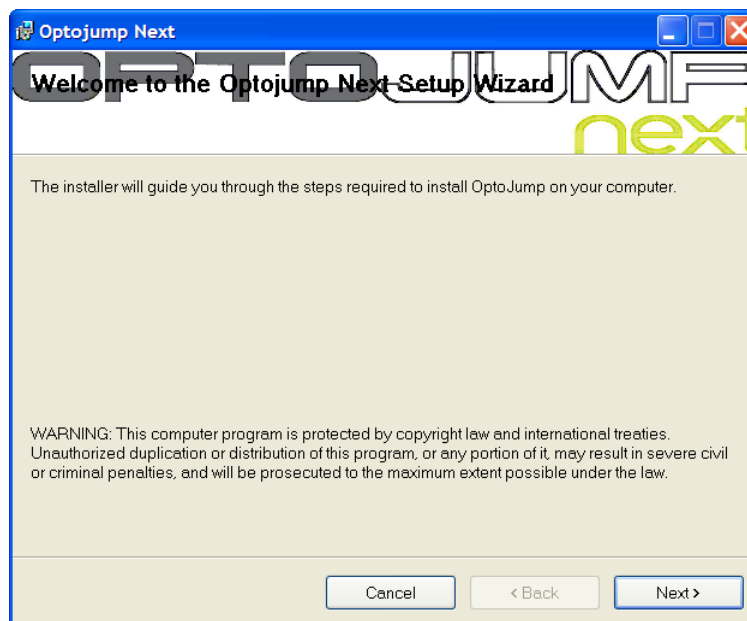 Optojump Next
OPTOJUMP
Welcome to the Optojump Next Setup Wizard
next
The installer will guide you through the steps required to install OptoJump on your computer.
WARNING: This computer program is protected by copyright law and international treaties.
Unauthorized duplication or distribution of this program, or any portion of it, may result in severe civil
or criminal penalties, and will be prosecuted to the maximum extent possible under the law.
Cancel < Back Next >